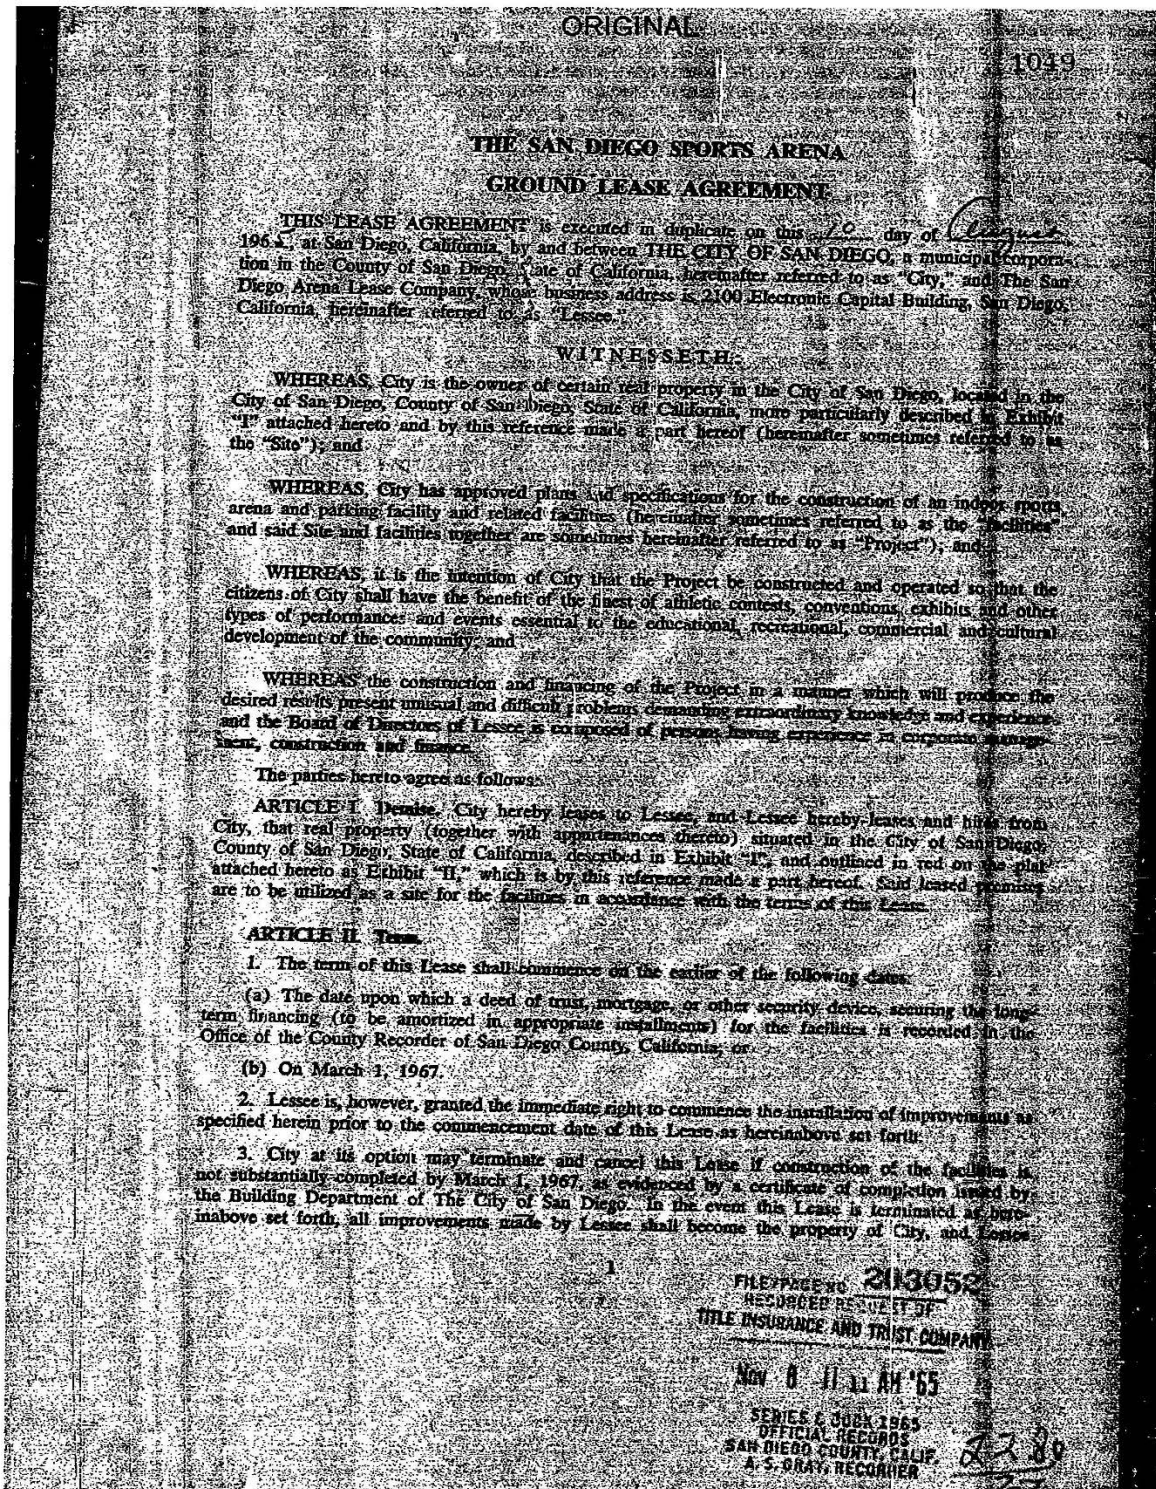 ORIGINAL
1049
THE SAN DIEGO SPORTS ARENA
GROUND LEASE AGREEMENT
THIS LEASE AGREEMENT is executed in duplicate on this 10 day of August
196 , at San Diego, California, by and between THE CITY OF SAN DIEGO, a municipal corpora-
tion in the County of San Diego, State of California, hereinafter referred to as "City," and The San
Diego Arena Lease Company, whose business address is 2100 Electronic Capital Building, San Diego,
California, hereinafter referred to as "Lessee."
WITNESSETH:
WHEREAS, City is the owner of certain real property in the City of San Diego, located in the
City of San Diego, County of San Diego, State of California, more particularly described in Exhibit
"I" attached hereto and by this reference made a part hereof (hereinafter sometimes referred to as
the "Site"); and
WHEREAS, City has approved plans and specifications for the construction of an indoor sports
arena and parking facility and related facilities (hereinafter sometimes referred to as the "facilities"
and said Site and facilities together are sometimes hereinafter referred to as "Project"); and
WHEREAS, it is the intention of City that the Project be constructed and operated so that the
citizens of City shall have the benefit of the finest of athletic contests, conventions, exhibits and other
types of performances and events essential to the educational, recreational, commercial and cultural
development of the community; and
WHEREAS the construction and financing of the Project in a manner which will produce the
desired results present unusual and difficult problems demanding extraordinary knowledge and experience
and the Board of Directors of Lessee is composed of persons having experience in corporate manage-
ment, construction and finance.
The parties hereto agree as follows:
ARTICLE I. Demise. City hereby leases to Lessee, and Lessee hereby leases and hires from
City, that real property (together with appurtenances thereto) situated in the City of San Diego,
County of San Diego, State of California, described in Exhibit "I", and outlined in red on the plat
attached hereto as Exhibit "II," which is by this reference made a part hereof. Said leased premises
are to be utilized as a site for the facilities in accordance with the terms of this Lease.
ARTICLE II. Term.
1. The term of this Lease shall commence on the earlier of the following dates:
(a) The date upon which a deed of trust, mortgage, or other security device, securing the long-
term financing (to be amortized in appropriate installments) for the facilities is recorded in the
Office of the County Recorder of San Diego County, California; or
(b) On March 1, 1967.
2. Lessee is, however, granted the immediate right to commence the installation of improvements as
specified herein prior to the commencement date of this Lease as hereinabove set forth.
3. City at its option may terminate and cancel this Lease if construction of the facilities is
not substantially completed by March 1, 1967, as evidenced by a certificate of completion issued by
the Building Department of The City of San Diego. In the event this Lease is terminated as here-
inabove set forth, all improvements made by Lessee shall become the property of City, and Lessee
1
FILE/PAGE NO. 203052
RECORDED REQUEST OF
TITLE INSURANCE AND TRUST COMPANY
NOV 8 11 11 AM '65
SERIES 6 BOOK 1965
OFFICIAL RECORDS
SAN DIEGO COUNTY, CALIF.
A. S. GRAY, RECORDER
22 80